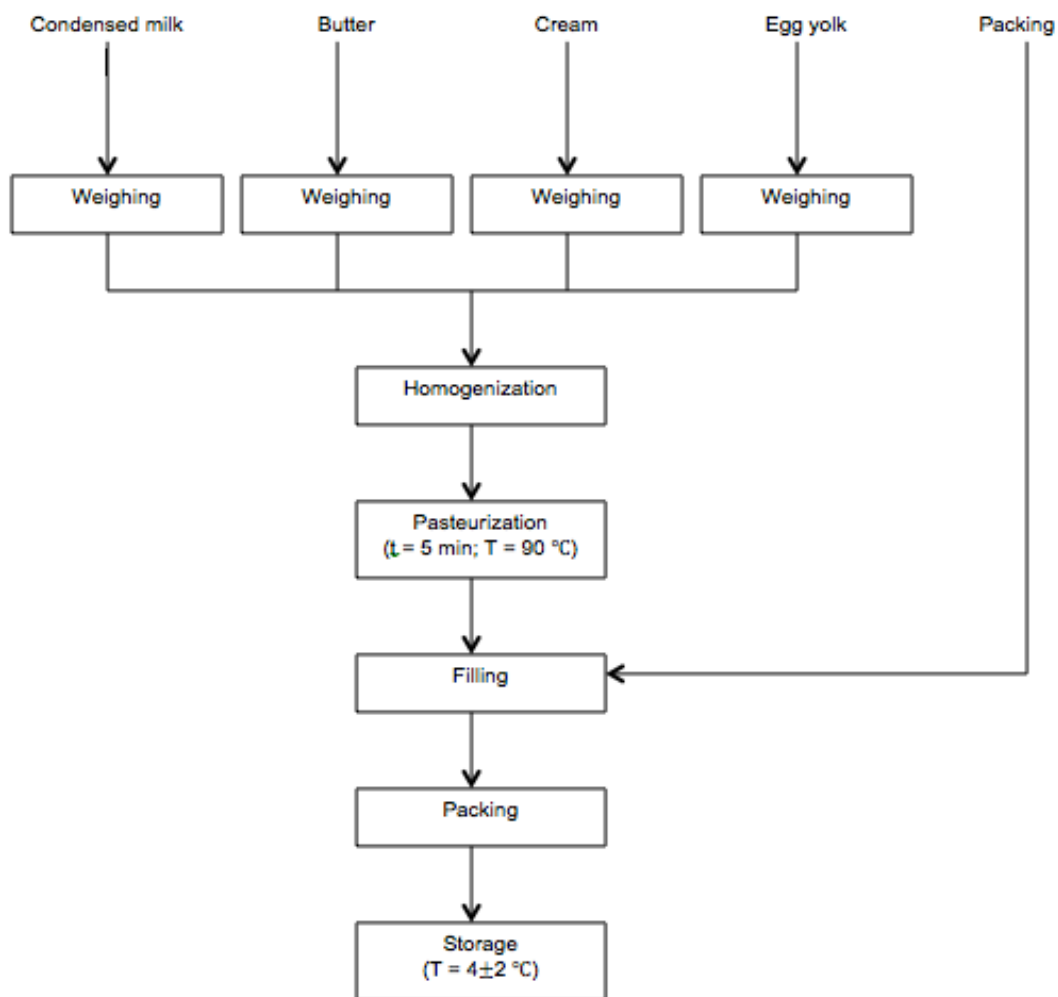 Condensed milk
Butter
Cream
Egg yolk
Packing
Weighing
Weighing
Weighing
Weighing
Homogenization
Pasteurization
(t = 5 min; T = 90 °C)
Filling
Packing
Storage
(T = 4±2 °C)